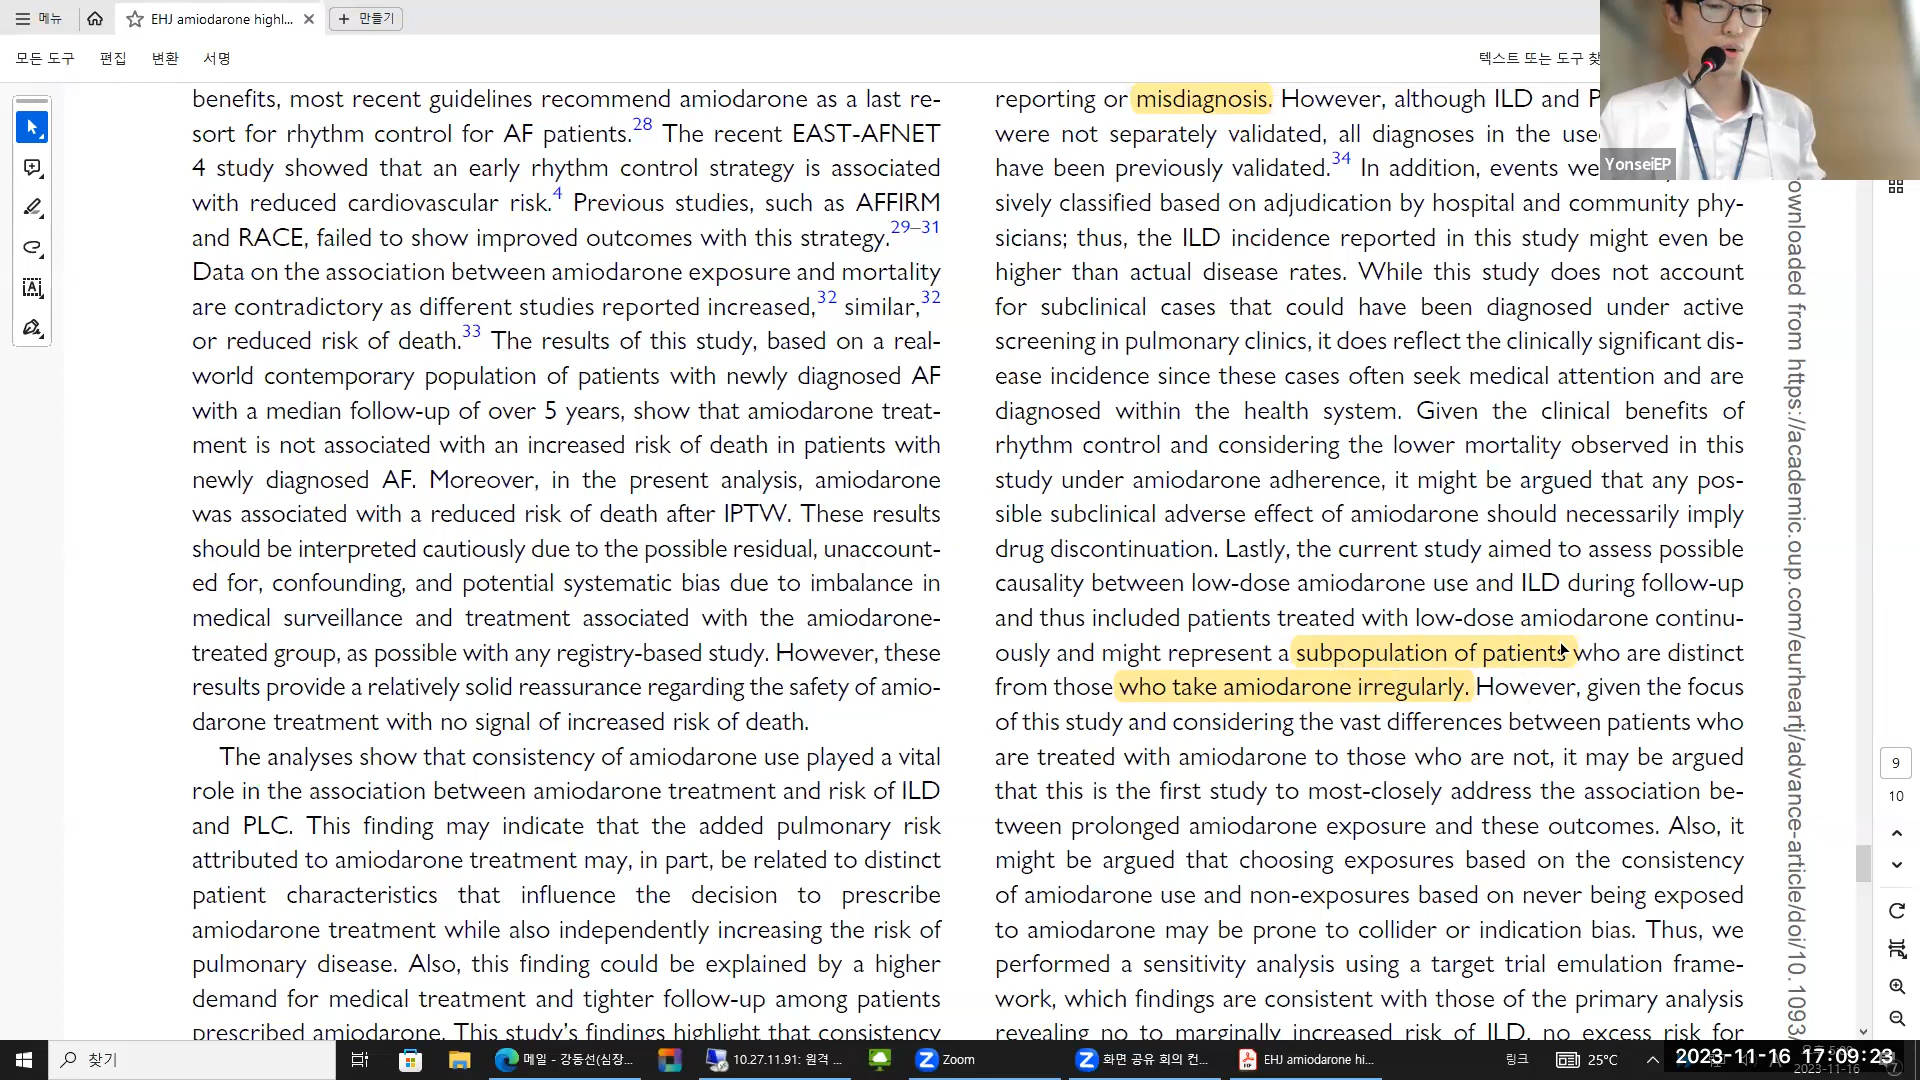 메뉴
EHJ amiodarone highl...
만들기
모든 도구
편집
변환
서명
텍스트 또는 도구 찾
YonseiEP
benefits, most recent guidelines recommend amiodarone as a last re-
sort for rhythm control for AF patients.28 The recent EAST-AFNET
4 study showed that an early rhythm control strategy is associated
with reduced cardiovascular risk.4 Previous studies, such as AFFIRM
and RACE, failed to show improved outcomes with this strategy.29–31
Data on the association between amiodarone exposure and mortality
are contradictory as different studies reported increased,32 similar,32
or reduced risk of death.33 The results of this study, based on a real-
world contemporary population of patients with newly diagnosed AF
with a median follow-up of over 5 years, show that amiodarone treat-
ment is not associated with an increased risk of death in patients with
newly diagnosed AF. Moreover, in the present analysis, amiodarone
was associated with a reduced risk of death after IPTW. These results
should be interpreted cautiously due to the possible residual, unaccount-
ed for, confounding, and potential systematic bias due to imbalance in
medical surveillance and treatment associated with the amiodarone-
treated group, as possible with any registry-based study. However, these
results provide a relatively solid reassurance regarding the safety of amio-
darone treatment with no signal of increased risk of death.
The analyses show that consistency of amiodarone use played a vital
role in the association between amiodarone treatment and risk of ILD
and PLC. This finding may indicate that the added pulmonary risk
attributed to amiodarone treatment may, in part, be related to distinct
patient characteristics that influence the decision to prescribe
amiodarone treatment while also independently increasing the risk of
pulmonary disease. Also, this finding could be explained by a higher
demand for medical treatment and tighter follow-up among patients
prescribed amiodarone. This study's findings highlight that consistency
reporting or misdiagnosis. However, although ILD and P
were not separately validated, all diagnoses in the use
have been previously validated.34 In addition, events we
sively classified based on adjudication by hospital and community phy-
sicians; thus, the ILD incidence reported in this study might even be
higher than actual disease rates. While this study does not account
for subclinical cases that could have been diagnosed under active
screening in pulmonary clinics, it does reflect the clinically significant dis-
ease incidence since these cases often seek medical attention and are
diagnosed within the health system. Given the clinical benefits of
rhythm control and considering the lower mortality observed in this
study under amiodarone adherence, it might be argued that any pos-
sible subclinical adverse effect of amiodarone should necessarily imply
drug discontinuation. Lastly, the current study aimed to assess possible
causality between low-dose amiodarone use and ILD during follow-up
and thus included patients treated with low-dose amiodarone continu-
ously and might represent a subpopulation of patients who are distinct
from those who take amiodarone irregularly. However, given the focus
of this study and considering the vast differences between patients who
are treated with amiodarone to those who are not, it may be argued
that this is the first study to most-closely address the association be-
tween prolonged amiodarone exposure and these outcomes. Also, it
might be argued that choosing exposures based on the consistency
of amiodarone use and non-exposures based on never being exposed
to amiodarone may be prone to collider or indication bias. Thus, we
performed a sensitivity analysis using a target trial emulation frame-
work, which findings are consistent with those of the primary analysis
revealing no to marginally increased risk of ILD, no excess risk for
ownloaded from https://academic.oup.com/eurheartj/advance-article/doi/10.1093/
9
10
찾기
메일 - 강동선(심장...
10.27.11.91: 원격 ...
Zoom
화면 공유 회의 컨...
EHJ amiodarone hi...
링크
25°C
2023-11-16 17:09:23
2023-11-16